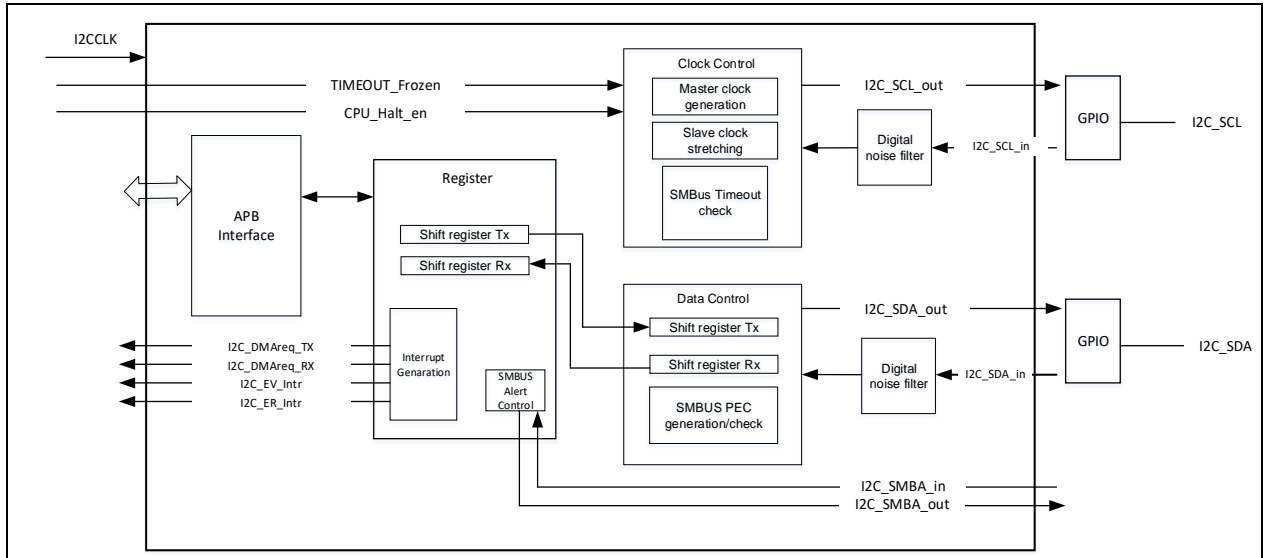 I2CCLK
TIMEOUT_Frozen
CPU_Halt_en
Clock Control
Master clock
generation
Slave clock
stretching
SMBus Timeout
check
I2C_SCL_out
Digital
noise filter
I2C_SCL_in
GPIO
I2C_SCL
APB
Interface
Register
Shift register Tx
Shift register Rx
Interrupt
Genaration
SMBUS
Alert
Control
I2C_DMAreq_TX
I2C_DMAreq_RX
I2C_EV_Intr
I2C_ER_Intr
Data Control
Shift register Tx
Shift register Rx
SMBUS PEC
generation/check
I2C_SDA_out
Digital
noise filter
I2C_SDA_in
GPIO
I2C_SDA
I2C_SMBA_in
I2C_SMBA_out